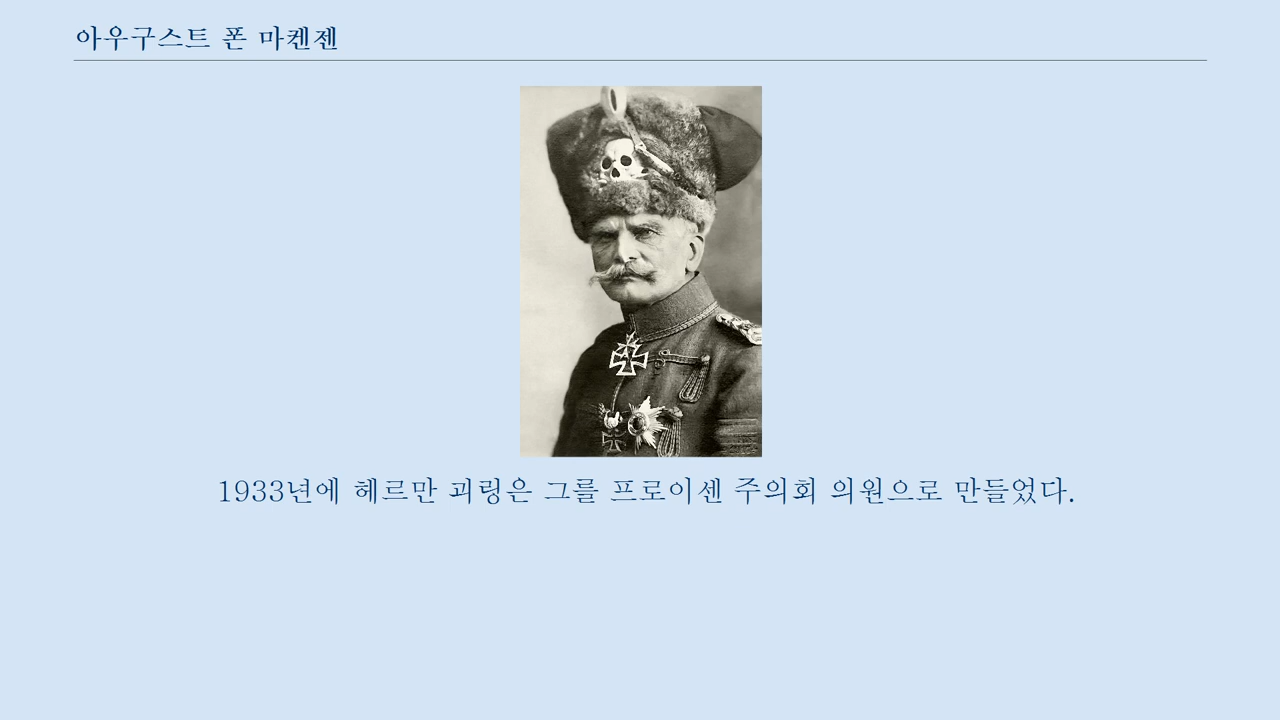 아우구스트 폰 마켄젠
1933년에 헤르만 괴링은 그를 프로이센 주의회 의원으로 만들었다.